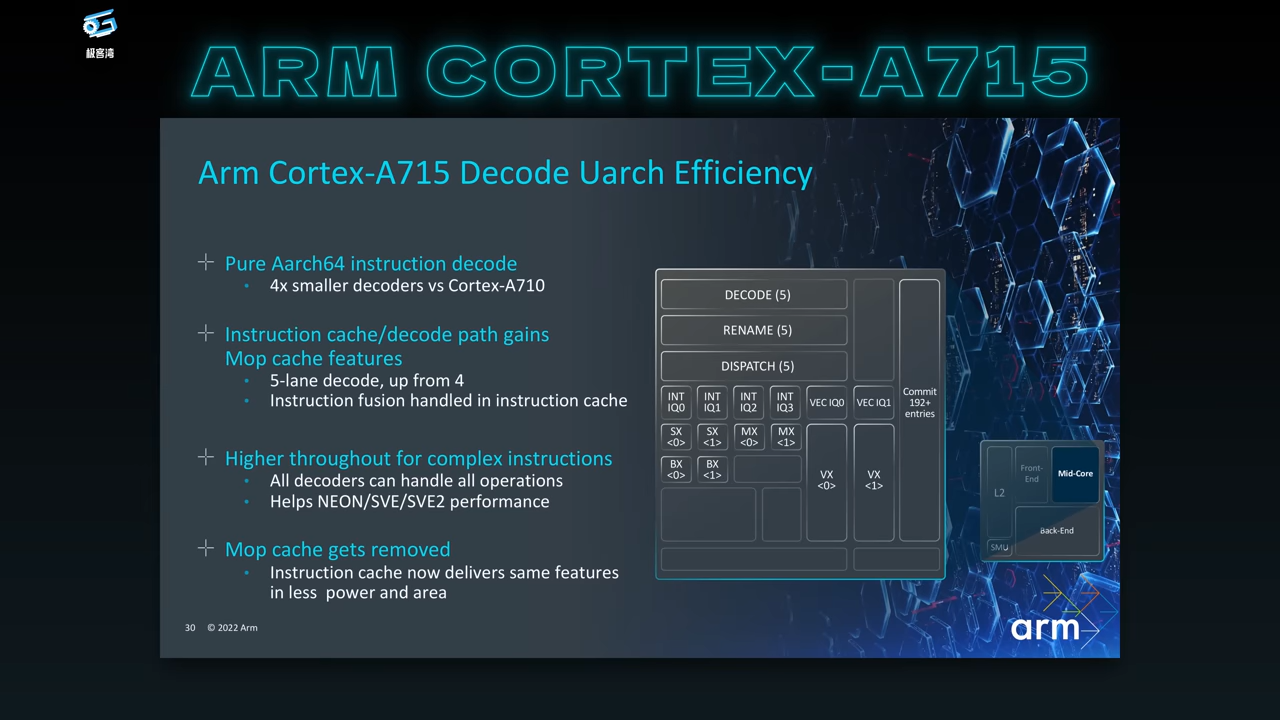 极客湾
ARM CORTEX-A715
Arm Cortex-A715 Decode Uarch Efficiency
Pure Aarch64 instruction decode
• 4x smaller decoders vs Cortex-A710
Instruction cache/decode path gains
Mop cache features
• 5-lane decode, up from 4
• Instruction fusion handled in instruction cache
Higher throughout for complex instructions
• All decoders can handle all operations
• Helps NEON/SVE/SVE2 performance
Mop cache gets removed
• Instruction cache now delivers same features
in less power and area
30 © 2022 Arm
DECODE (5)
RENAME (5)
DISPATCH (5)
INT IQ0
INT IQ1
INT IQ2
INT IQ3
VEC IQ0
VEC IQ1
Commit
192+
entries
SX <0>
SX <1>
MX <0>
MX <1>
BX <0>
BX <1>
VX <0>
VX <1>
L2
Front-
End
Mid-Core
Back-End
SMU
arm